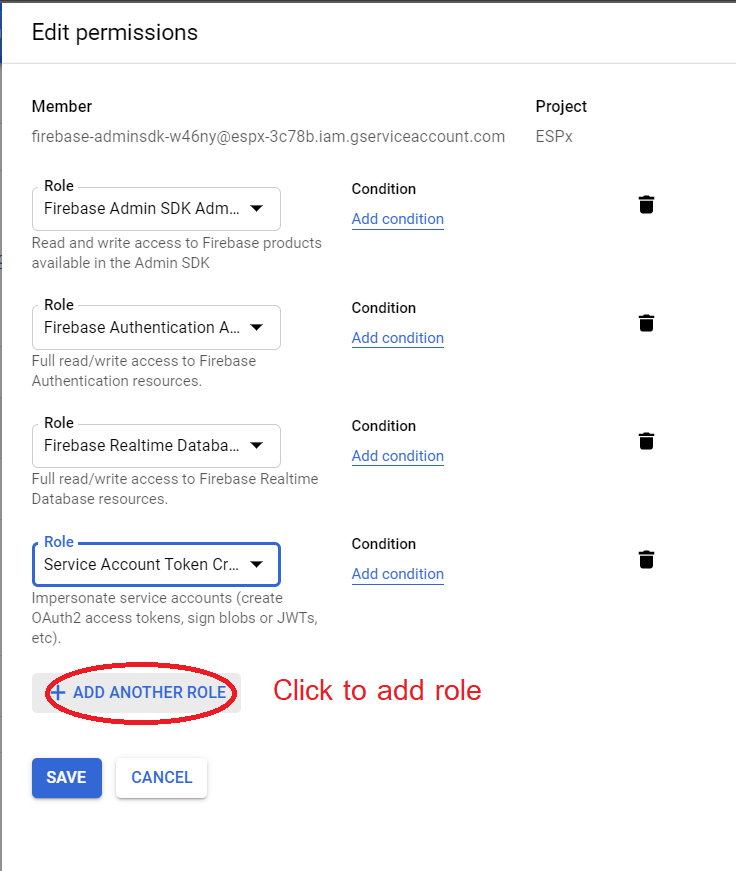 Edit permissions
Member
Project
firebase-adminsdk-w46ny@espx-3c78b.iam.gserviceaccount.com
ESPx
Role
Condition
Firebase Admin SDK Adm...
Add condition
Read and write access to Firebase products
available in the Admin SDK
Role
Condition
Firebase Authentication A...
Add condition
Full read/write access to Firebase
Authentication resources.
Role
Condition
Firebase Realtime Databa...
Add condition
Full read/write access to Firebase Realtime
Database resources.
Role
Condition
Service Account Token Cr...
Add condition
Impersonate service accounts (create
OAuth2 access tokens, sign blobs or JWTs,
etc).
+ ADD ANOTHER ROLE
Click to add role
SAVE
CANCEL